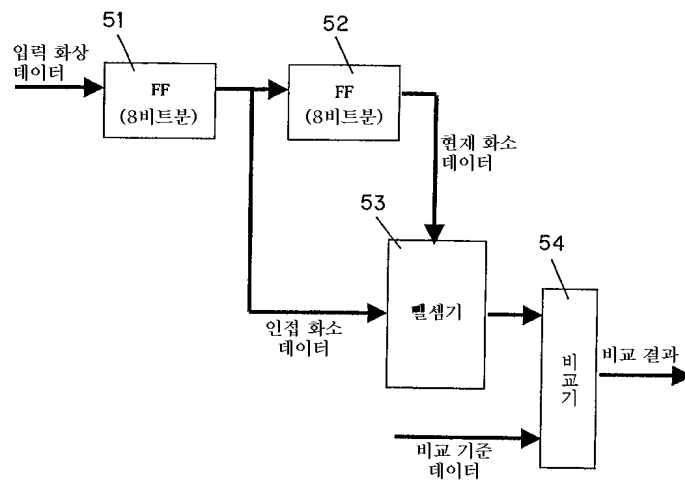 51
52
입력 화상
데이터
FF
(8비트분)
FF
(8비트분)
현재 화소
데이터
53
54
뺄셈기
인접 화소
데이터
비교기
비교 결과
비교 기준
데이터